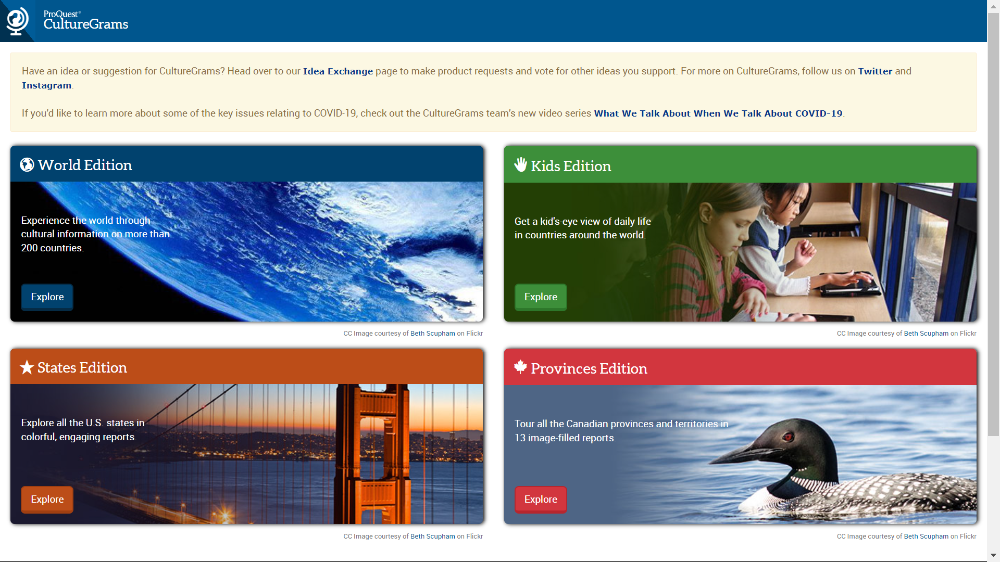 ProQuest®
CultureGrams
Have an idea or suggestion for CultureGrams? Head over to our Idea Exchange page to make product requests and vote for other ideas you support. For more on CultureGrams, follow us on Twitter and
Instagram.
If you’d like to learn more about some of the key issues relating to COVID-19, check out the CultureGrams team’s new video series What We Talk About When We Talk About COVID-19.
World Edition
Experience the world through
cultural information on more than
200 countries.
Explore
CC Image courtesy of Beth Scupham on Flickr
Kids Edition
Get a kid's-eye view of daily life
in countries around the world.
Explore
CC Image courtesy of Beth Scupham on Flickr
States Edition
Explore all the U.S. states in
colorful, engaging reports.
Explore
CC Image courtesy of Beth Scupham on Flickr
Provinces Edition
Tour all the Canadian provinces and territories in
13 image-filled reports.
Explore
CC Image courtesy of Beth Scupham on Flickr